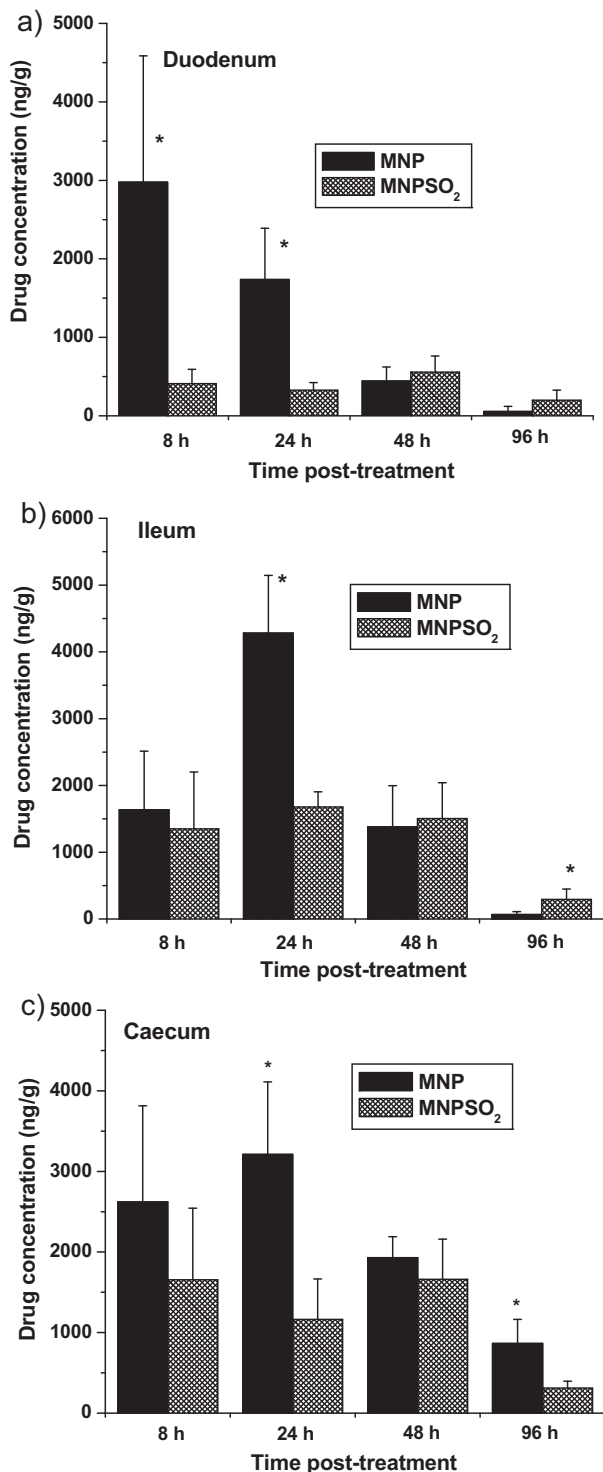 a)
Duodenum
Drug concentration (ng/g)
5000
4000
3000
2000
1000
0
*
*
MNP
MNPSO₂
8 h 24 h 48 h 96 h
Time post-treatment
b)
Ileum
Drug concentration (ng/g)
6000
5000
4000
3000
2000
1000
0
*
*
MNP
MNPSO₂
8 h 24 h 48 h 96 h
Time post-treatment
c)
Caecum
Drug concentration (ng/g)
5000
4000
3000
2000
1000
0
*
*
MNP
MNPSO₂
8 h 24 h 48 h 96 h
Time post-treatment